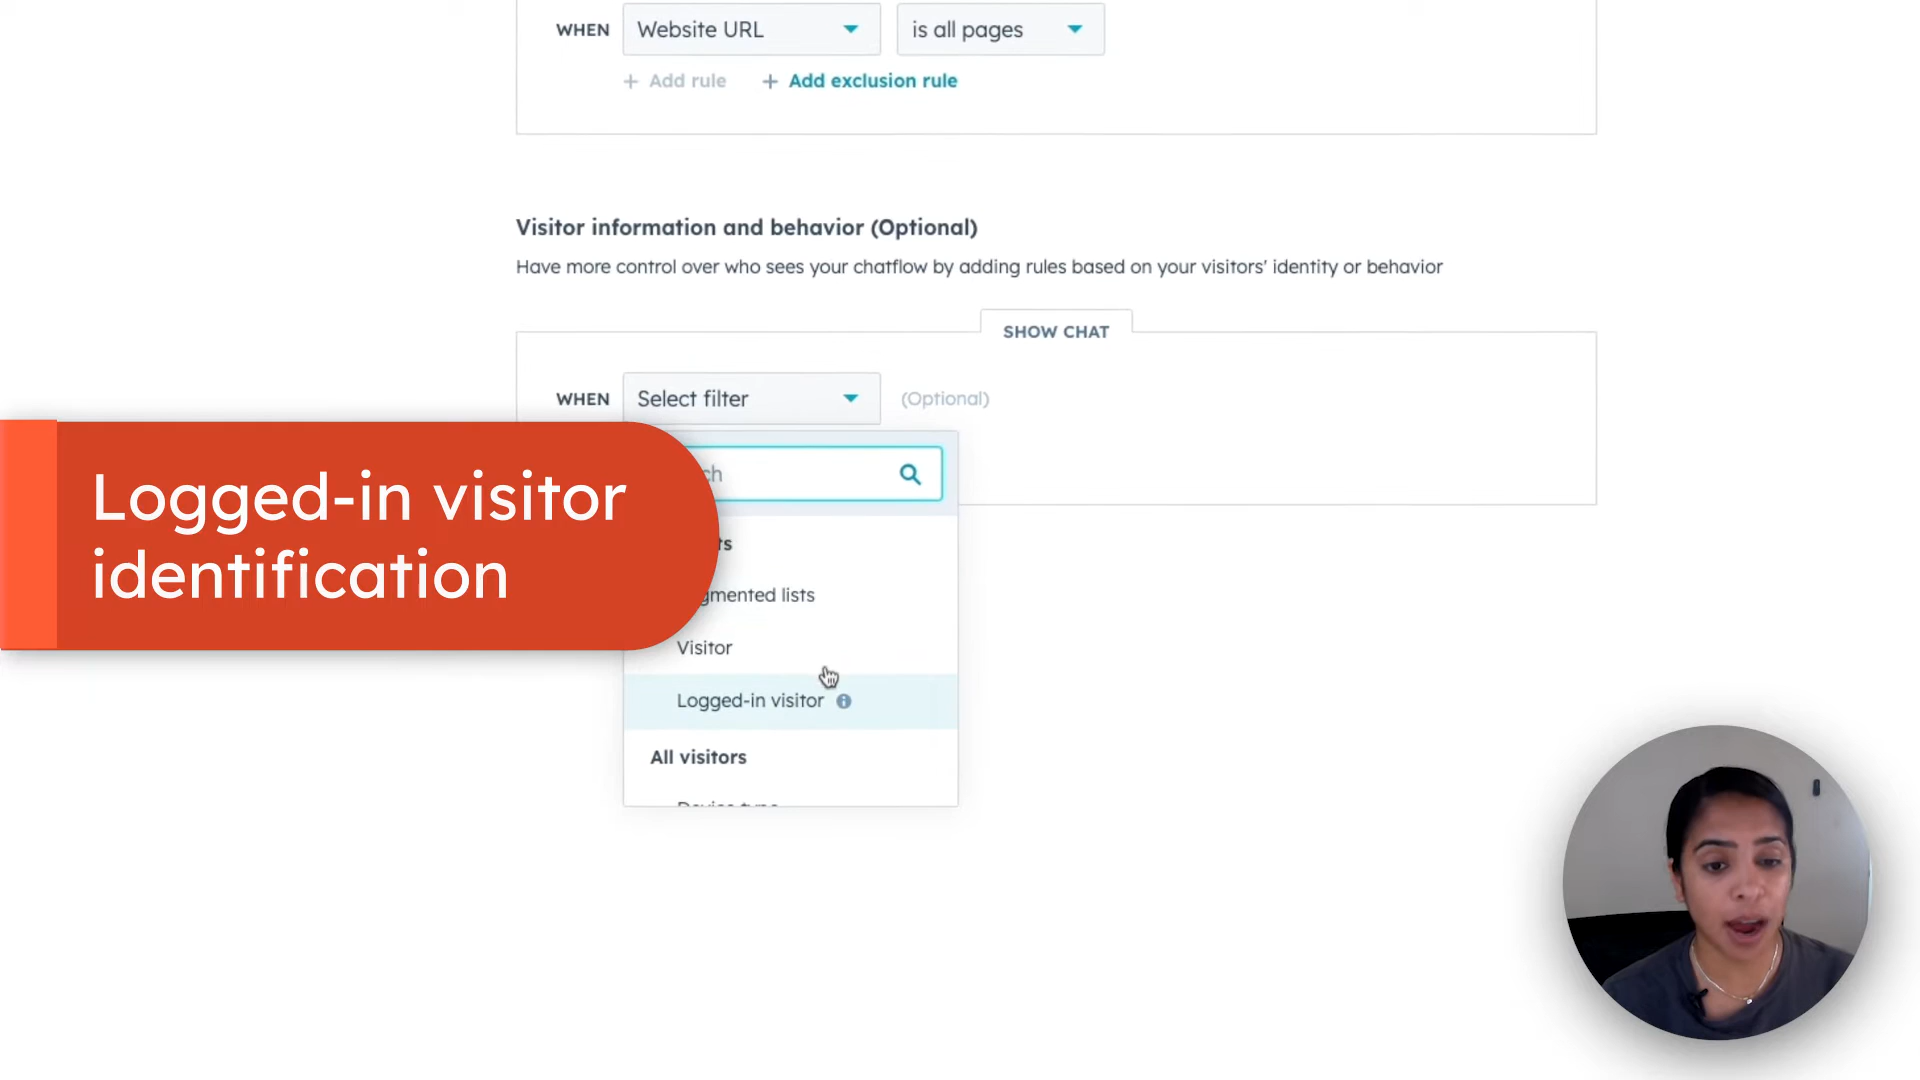 WHEN Website URL is all pages
+ Add rule + Add exclusion rule
Visitor information and behavior (Optional)
Have more control over who sees your chatflow by adding rules based on your visitors' identity or behavior
SHOW CHAT
WHEN Select filter (Optional)
Logged-in visitor
identification
Visitor
Logged-in visitor
All visitors
Device type